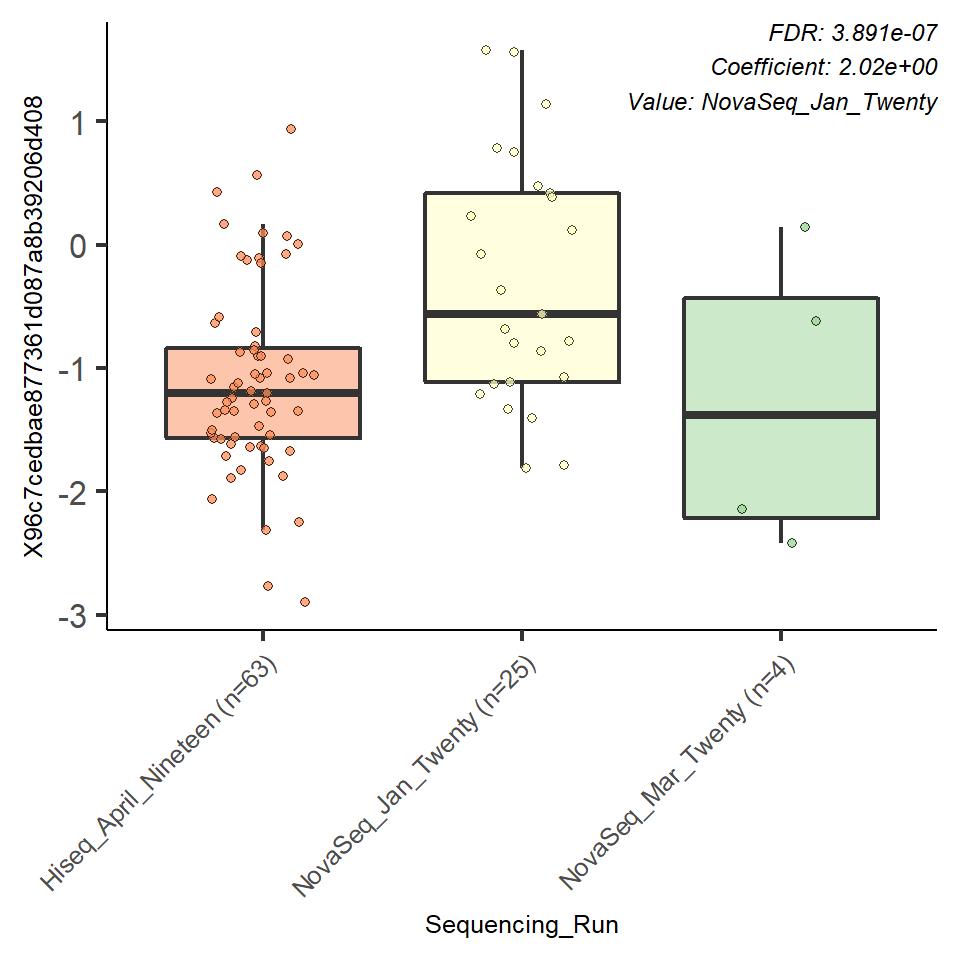 FDR: 3.891e-07
Coefficient: 2.02e+00
Value: NovaSeq_Jan_Twenty
X96c7cedbae877361d087a8b39206d408
1
0
-1
-2
-3
Hiseq_April_Nineteen (n=63)
NovaSeq_Jan_Twenty (n=25)
NovaSeq_Mar_Twenty (n=4)
Sequencing_Run